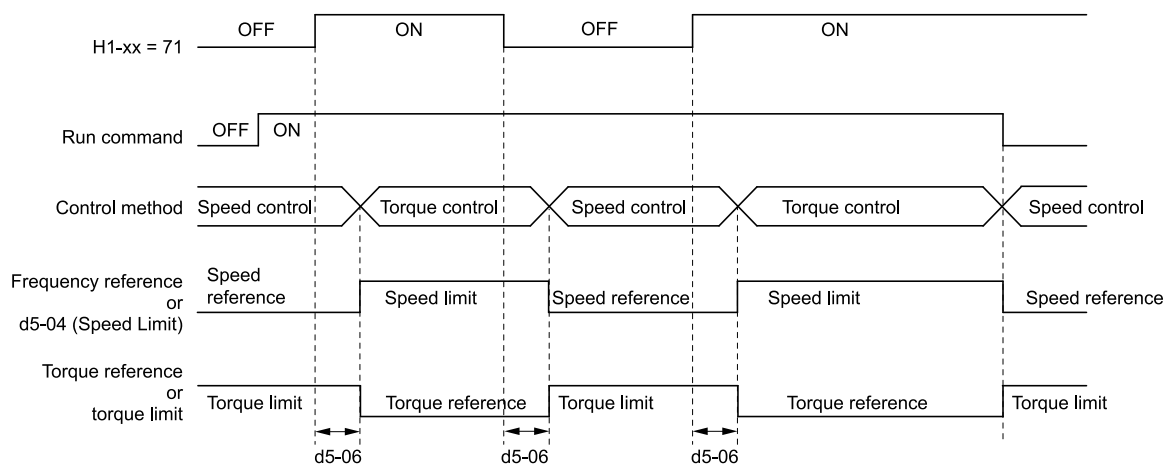 OFF
ON
OFF
ON
H1-xx = 71
Run command
OFF
ON
Control method
Speed control
Torque control
Speed control
Torque control
Speed control
Frequency reference
or
d5-04 (Speed Limit)
Speed
reference
Speed limit
Speed reference
Speed limit
Speed reference
Torque reference
or
torque limit
Torque limit
Torque reference
Torque limit
Torque reference
Torque limit
d5-06
d5-06
d5-06